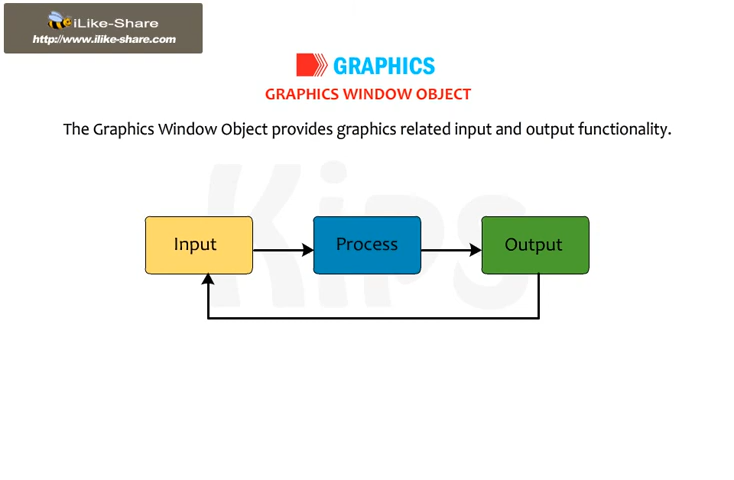 iLike-Share
http://www.ilike-share.com
GRAPHICS
GRAPHICS WINDOW OBJECT
The Graphics Window Object provides graphics related input and output functionality.
Kips
Input
Process
Output